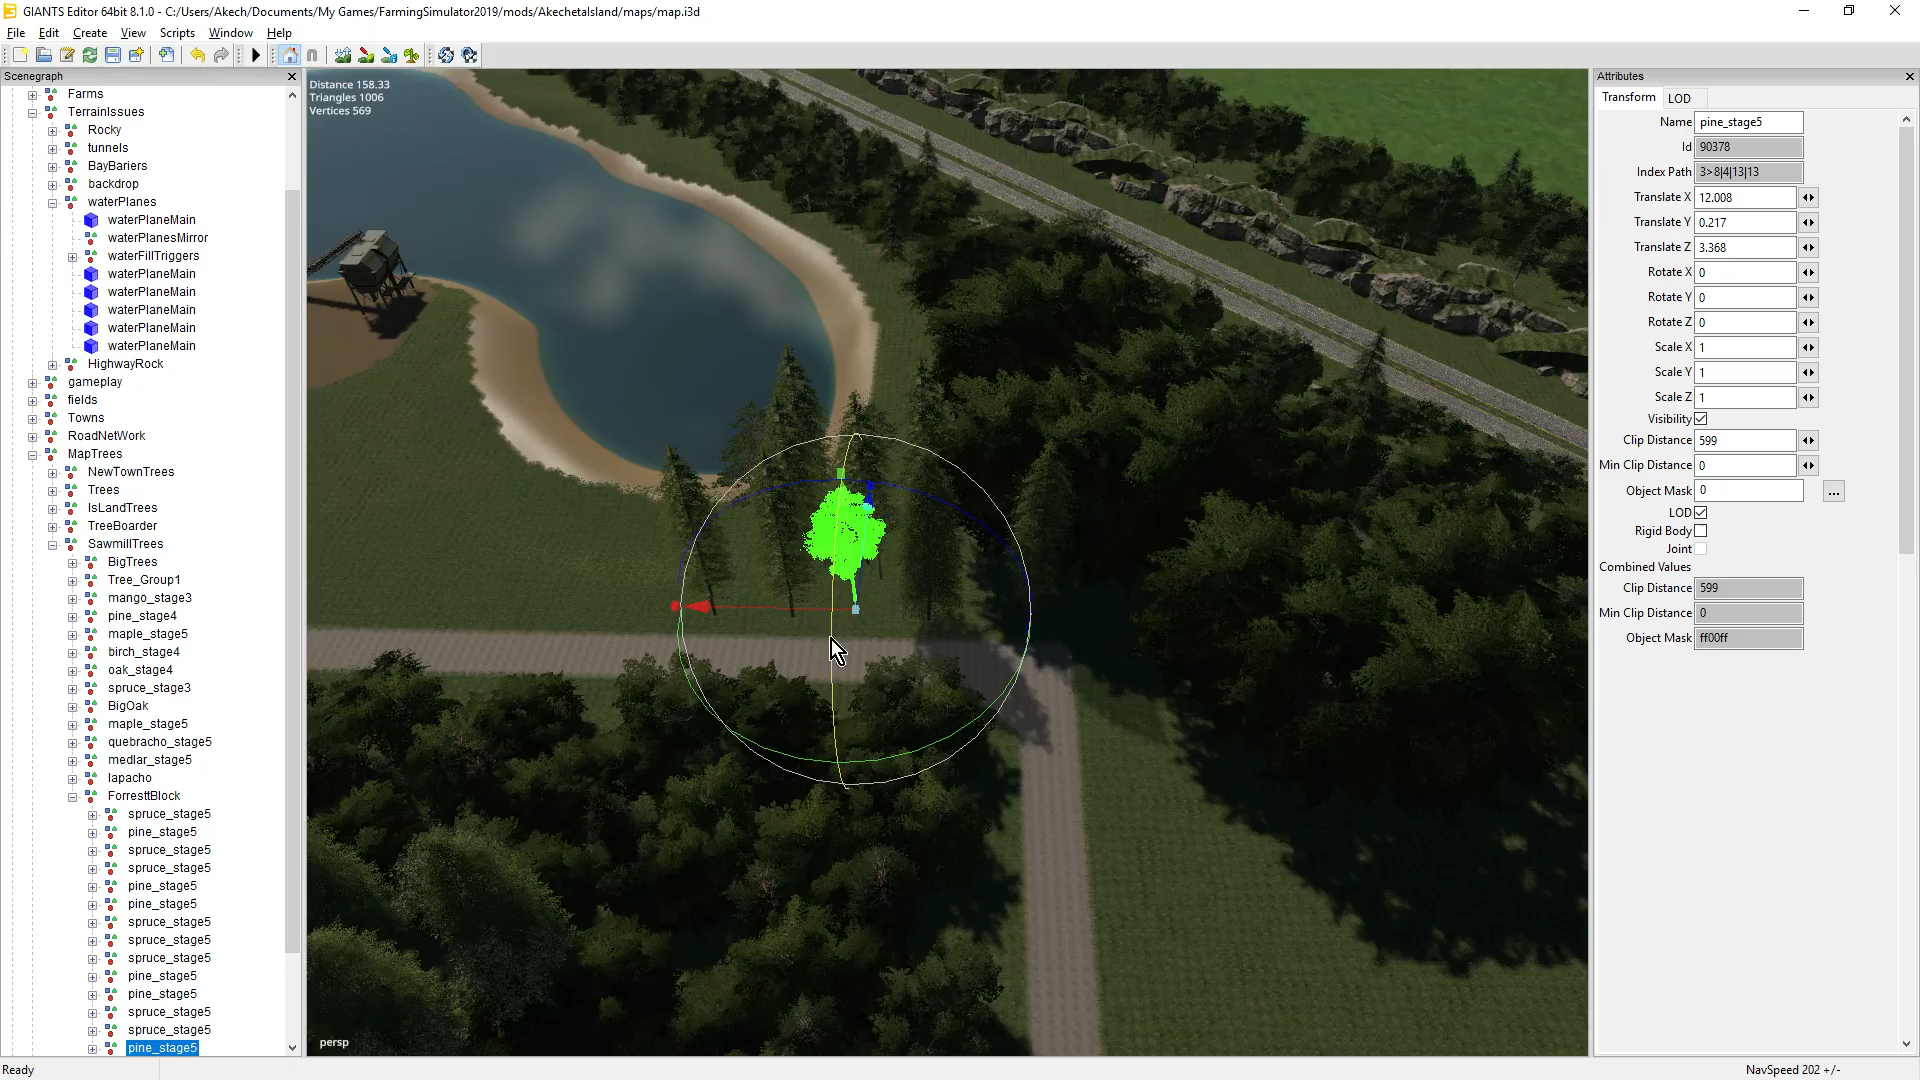 GIANTS Editor 64bit 8.1.0 - C:/Users/Akech/Documents/My Games/FarmingSimulator2019/mods/AkechetaIsland/maps/map.i3d
File Edit Create View Scripts Window Help
Scenegraph
Farms
TerrainIssues
Rocky
tunnels
BayBariers
backdrop
waterPlanes
waterPlaneMain
waterPlanesMirror
waterFillTriggers
waterPlaneMain
waterPlaneMain
waterPlaneMain
waterPlaneMain
waterPlaneMain
HighwayRock
gameplay
fields
Towns
RoadNetWork
MapTrees
NewTownTrees
Trees
IsLandTrees
TreeBoarder
SawmillTrees
BigTrees
Tree_Group1
mango_stage3
pine_stage4
maple_stage5
birch_stage4
oak_stage4
spruce_stage3
BigOak
maple_stage5
quebracho_stage5
medlar_stage5
lapacho
ForresttBlock
spruce_stage5
pine_stage5
spruce_stage5
spruce_stage5
pine_stage5
pine_stage5
spruce_stage5
spruce_stage5
spruce_stage5
pine_stage5
pine_stage5
spruce_stage5
spruce_stage5
pine_stage5
Distance 158.33
Triangles 1006
Vertices 569
persp
Attributes
Transform LOD
Name pine_stage5
Id 90378
Index Path 3>8|4|13|13
Translate X 12.008
Translate Y 0.217
Translate Z 3.368
Rotate X 0
Rotate Y 0
Rotate Z 0
Scale X 1
Scale Y 1
Scale Z 1
Visibility
Clip Distance 599
Min Clip Distance 0
Object Mask 0 ...
LOD
Rigid Body
Joint
Combined Values
Clip Distance 599
Min Clip Distance 0
Object Mask ff00ff
Ready
NavSpeed 202 +/-